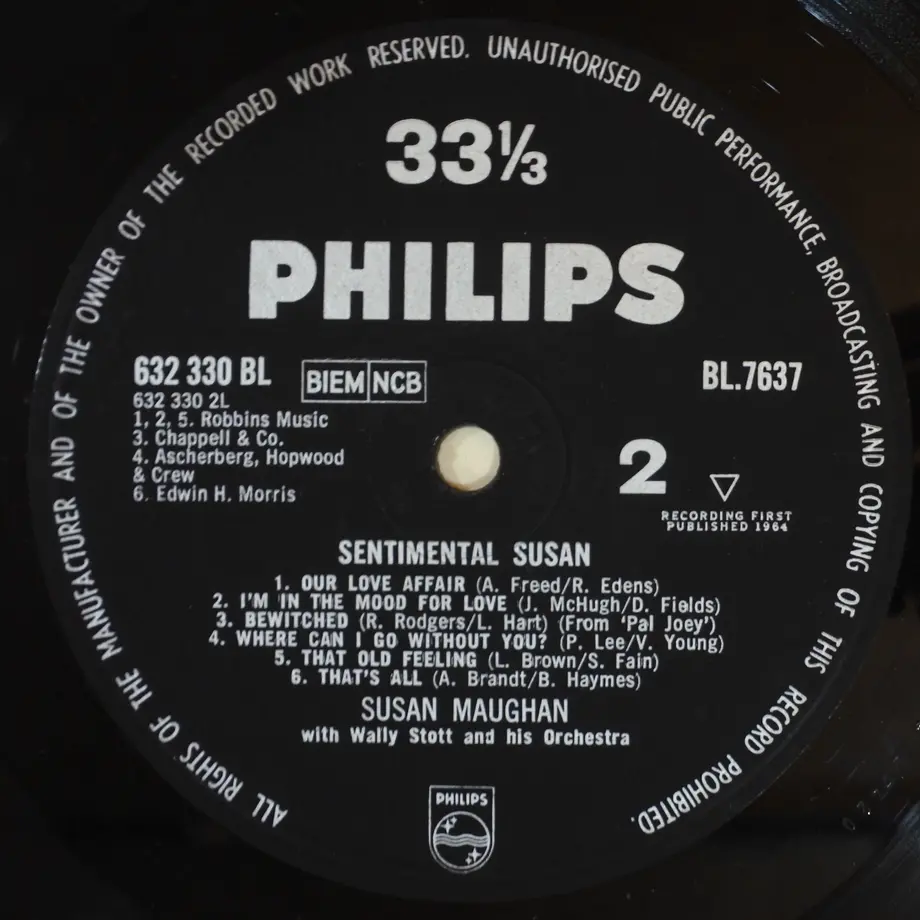 ALL RIGHTS OF THE MANUFACTURER AND OF THE OWNER OF THE RECORDED WORK RESERVED. UNAUTHORISED PUBLIC PERFORMANCE, BROADCASTING AND COPYING OF THIS RECORD PROHIBITED.
33⅓
PHILIPS
632 330 BL
BIEM NCB
BL.7637
632 330 2L
1, 2, 5. Robbins Music
3. Chappell & Co.
4. Ascherberg, Hopwood
& Crew
6. Edwin H. Morris
2
RECORDING FIRST
PUBLISHED 1964
SENTIMENTAL SUSAN
1. OUR LOVE AFFAIR (A. Freed/R. Edens)
2. I'M IN THE MOOD FOR LOVE (J. McHugh/D. Fields)
3. BEWITCHED (R. Rodgers/L. Hart) (From 'Pal Joey')
4. WHERE CAN I GO WITHOUT YOU? (P. Lee/V. Young)
5. THAT OLD FEELING (L. Brown/S. Fain)
6. THAT'S ALL (A. Brandt/B. Haymes)
SUSAN MAUGHAN
with Wally Stott and his Orchestra
PHILIPS